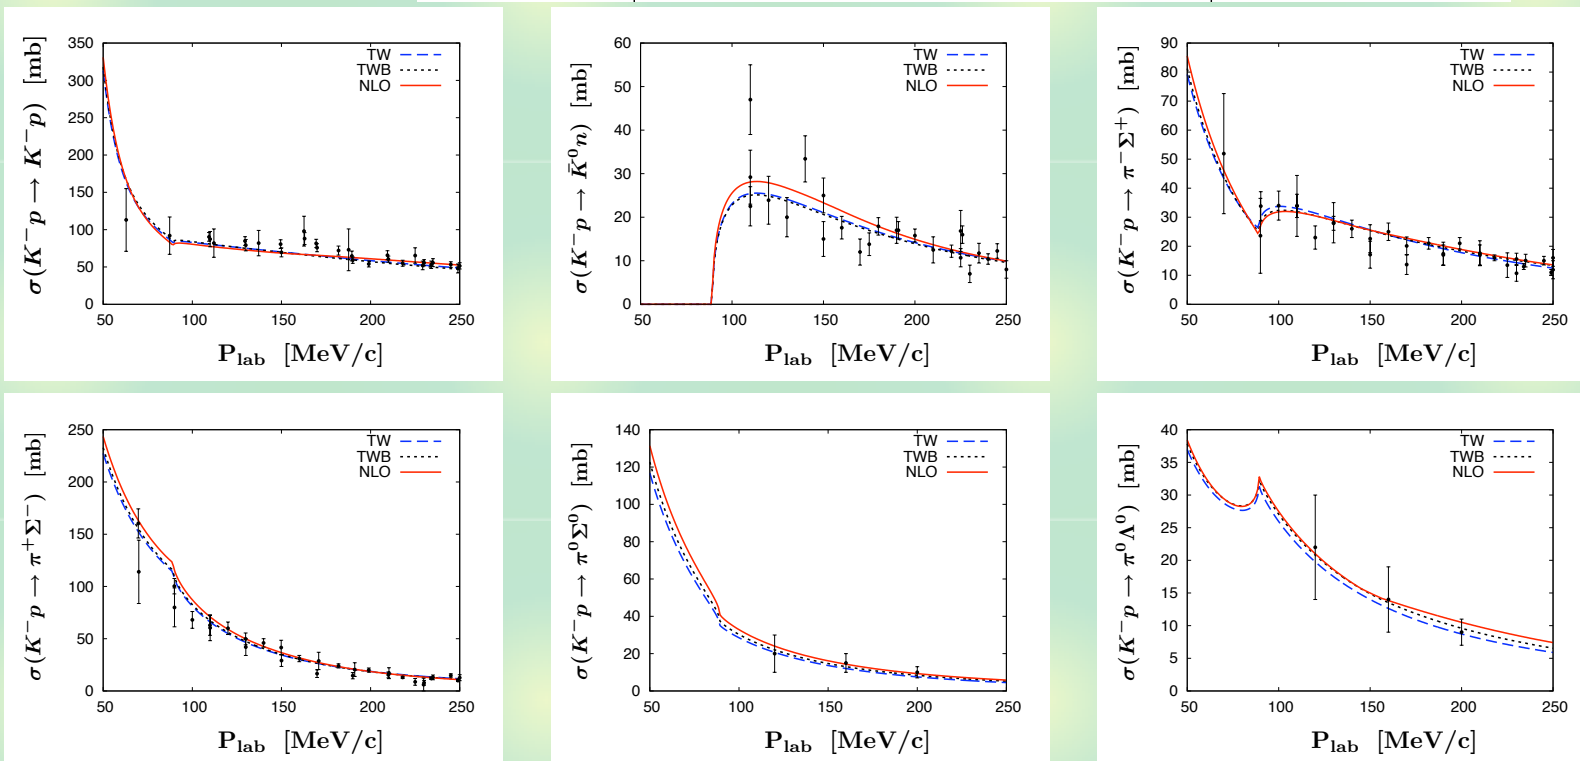 σ(K⁻p → K⁻p) [mb]
350
300
250
200
150
100
50
0
TW
TWB
NLO
50 100 150 200 250
P_lab [MeV/c]
σ(K⁻p → K̄⁰n) [mb]
60
50
40
30
20
10
0
TW
TWB
NLO
100 150 200 250
P_lab [MeV/c]
σ(K⁻p → π⁻Σ⁺) [mb]
90
80
70
60
50
40
30
20
10
0
TW
TWB
NLO
50 100 150 200 250
P_lab [MeV/c]
σ(K⁻p → π⁺Σ⁻) [mb]
250
200
150
100
50
0
TW
TWB
NLO
50 100 150 200 250
P_lab [MeV/c]
σ(K⁻p → π⁰Σ⁰) [mb]
140
120
100
80
60
40
20
0
TW
TWB
NLO
50 100 150 200 250
P_lab [MeV/c]
σ(K⁻p → π⁰Λ⁰) [mb]
40
35
30
25
20
15
10
5
0
TW
TWB
NLO
50 100 150 200 250
P_lab [MeV/c]